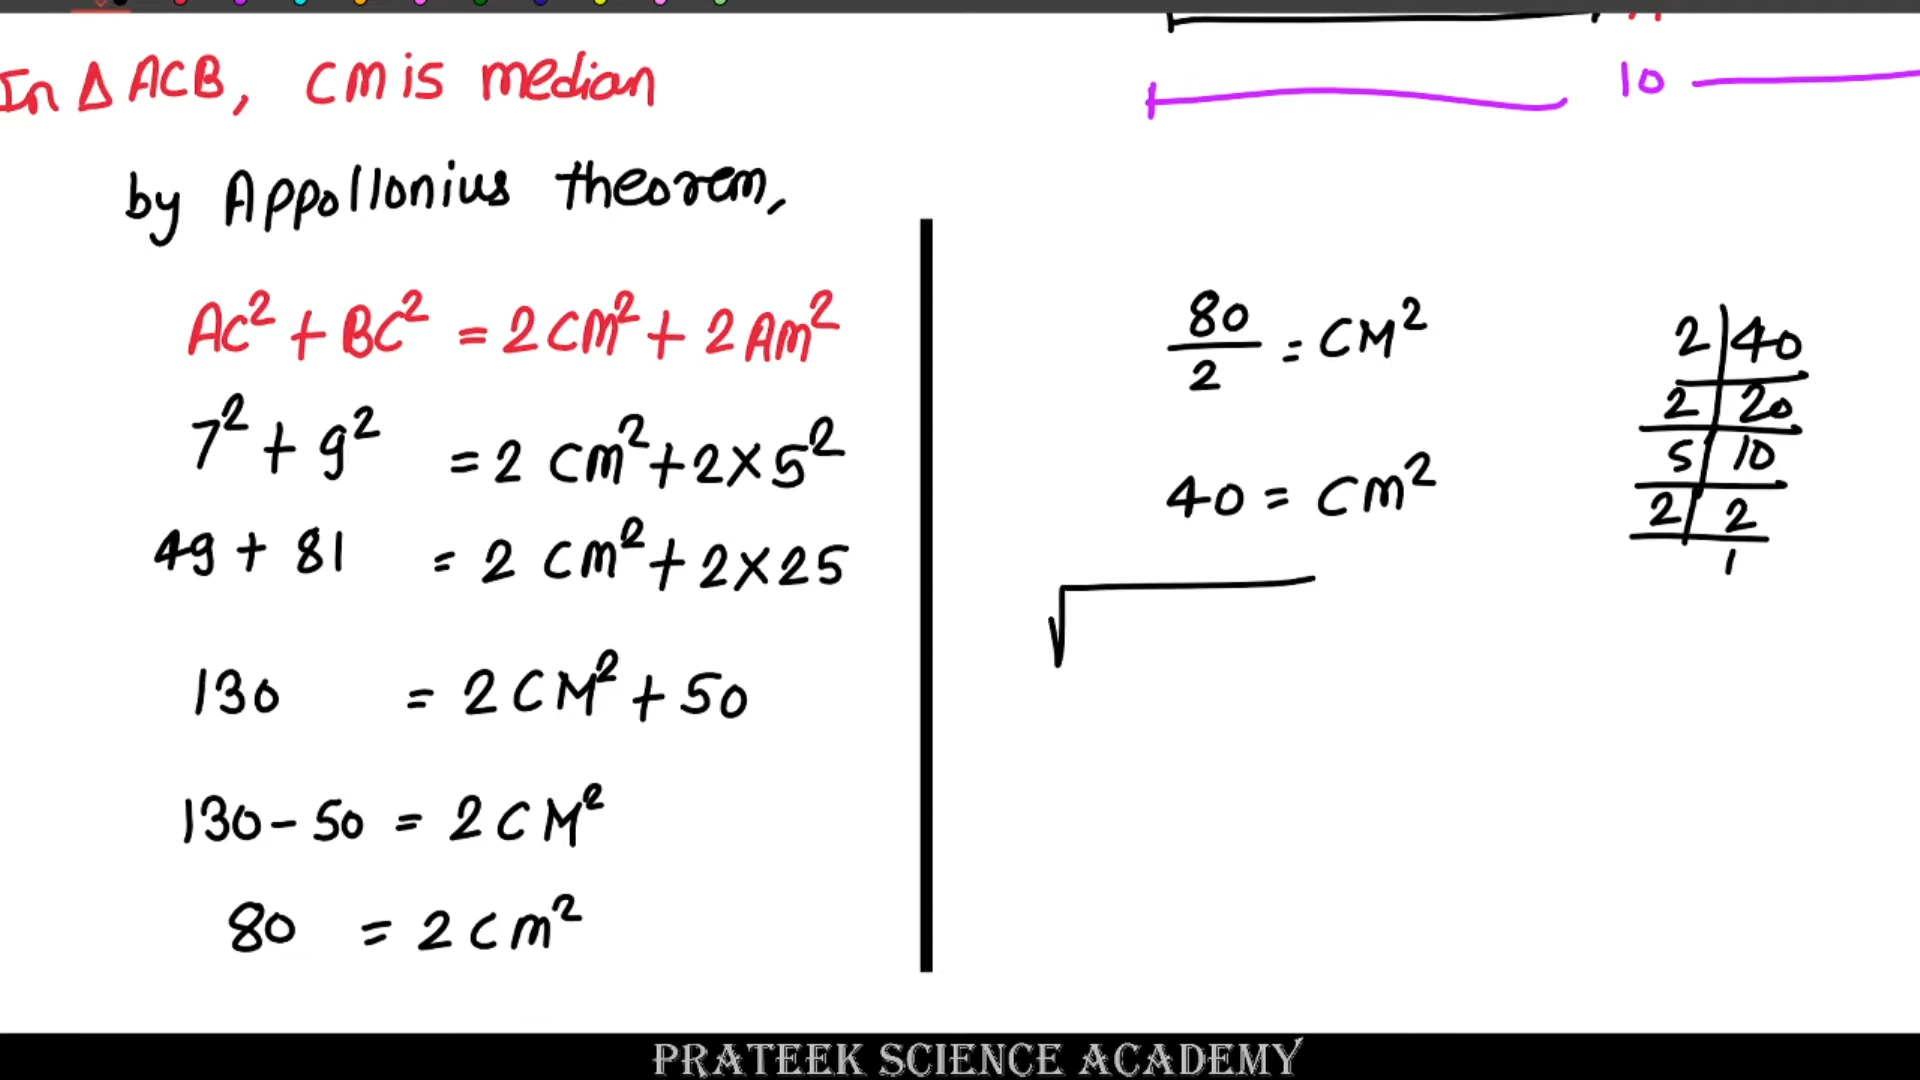 In Δ ACB, CM is median
10
by Appollonius theorem,
AC² + BC² = 2CM² + 2AM²
7² + 9² = 2 CM² + 2×5²
49 + 81 = 2 CM² + 2×25
130 = 2CM² + 50
130 - 50 = 2CM²
80 = 2CM²
80/2 = CM²
40 = CM²
√
2 | 40
2 | 20
5 | 10
2 | 2
1
PRATEEK SCIENCE ACADEMY